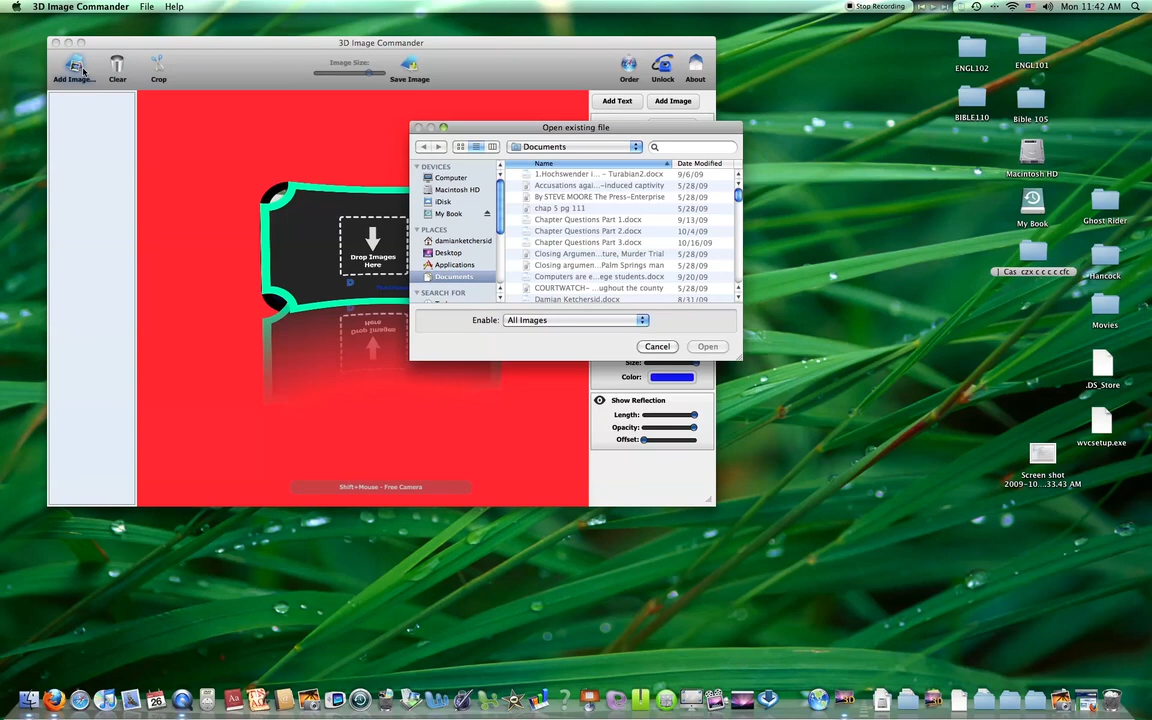 3D Image Commander File Help
Stop Recording
Mon 11:42 AM
3D Image Commander
Add Image...
Clear
Crop
Image Size:
Save Image
Order
Unlock
About
Add Text
Add Image
Drop Images
Here
Open existing file
Documents
DEVICES
Computer
Macintosh HD
iDisk
My Book
PLACES
damianketchersid
Desktop
Applications
Documents
SEARCH FOR
Name Date Modified
1.Hochswender i... - Turabian2.docx 9/6/09
Accusations agai...-induced captivity 5/28/09
By STEVE MOORE The Press-Enterprise 5/28/09
chap 5 pg 111 5/28/09
Chapter Questions Part 1.docx 9/13/09
Chapter Questions Part 2.docx 10/4/09
Chapter Questions Part 3.docx 10/16/09
Closing Argumen...ture, Murder Trial 5/28/09
Closing argumen...Palm Springs man 5/28/09
Computers are e...ege students.docx 9/20/09
COURTWATCH- ...ughout the county 5/28/09
Damian Ketchersid.docx 8/31/09
Enable: All Images
Cancel
Open
Size:
Color:
Show Reflection
Length:
Opacity:
Offset:
Drop Images
Here
Shift+Mouse - Free Camera
ENGL102
ENGL101
BIBLE110
Bible 105
Macintosh HD
My Book
Ghost Rider
] Cas czx c c c c cfc
Hancock
Movies
.DS_Store
wvcsetup.exe
Screen shot
2009-10....33.43 AM
26